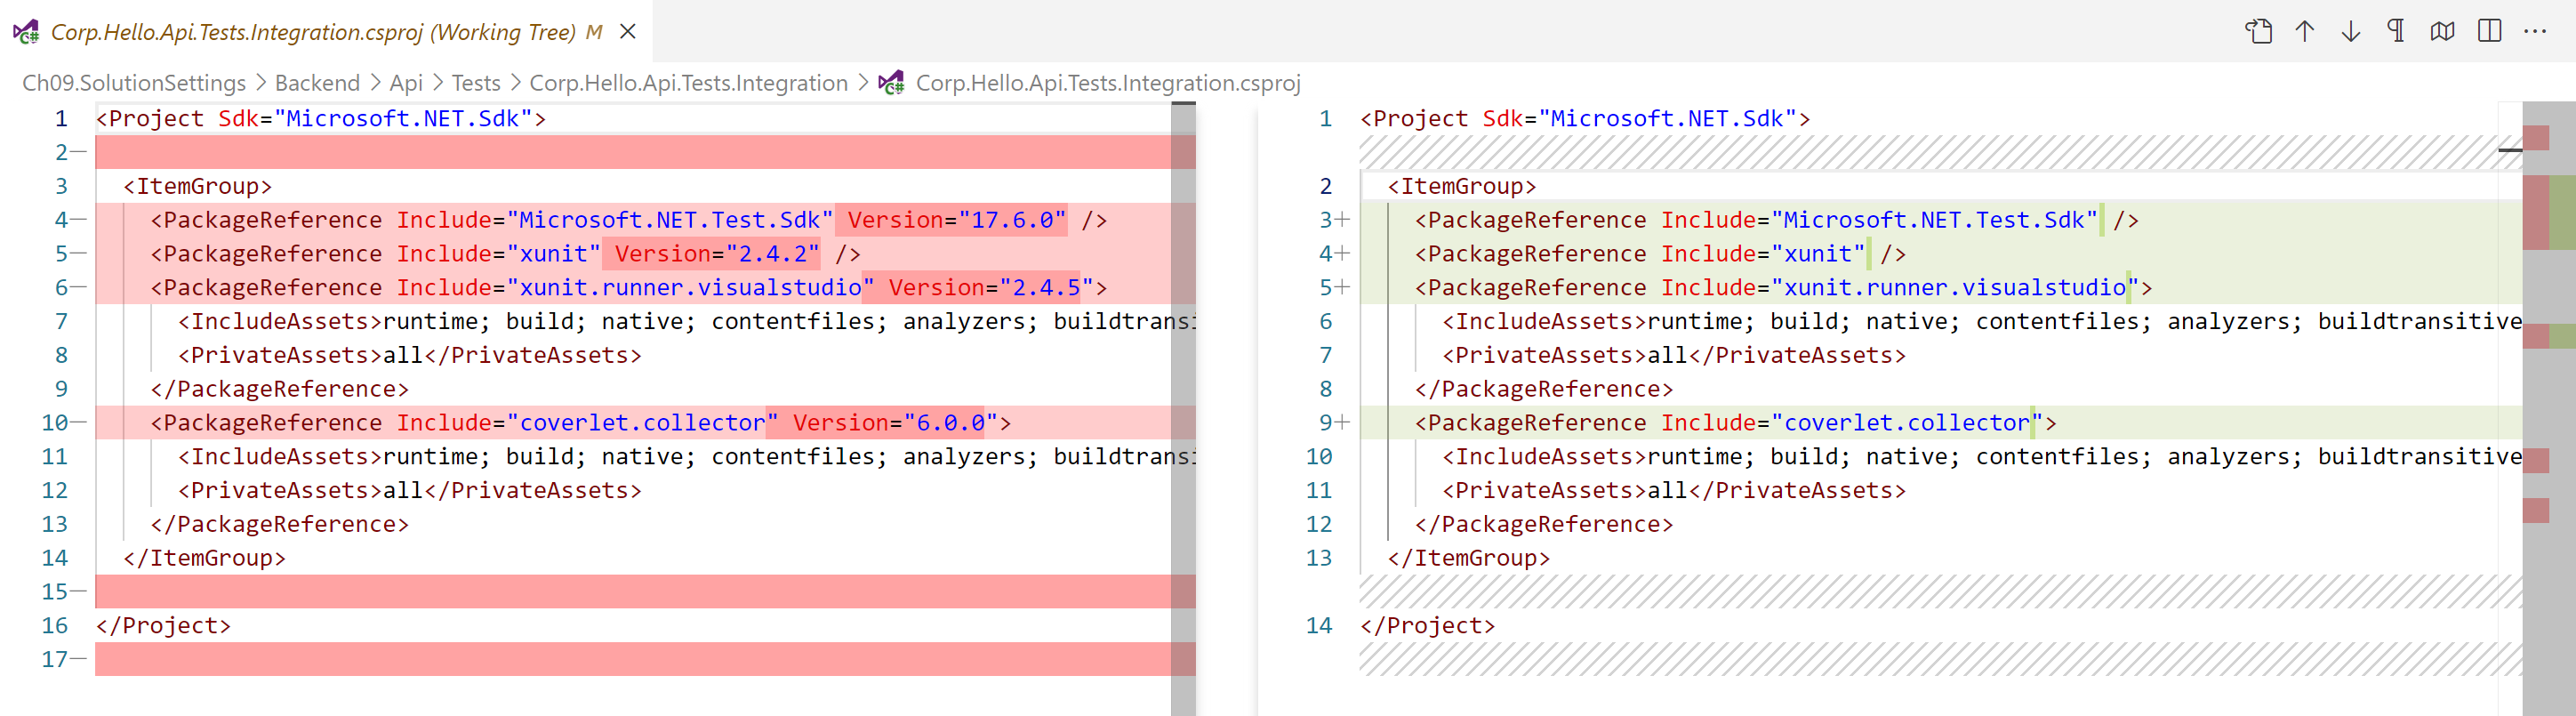 Corp.Hello.Api.Tests.Integration.csproj (Working Tree) M
Ch09.SolutionSettings > Backend > Api > Tests > Corp.Hello.Api.Tests.Integration > Corp.Hello.Api.Tests.Integration.csproj
1 <Project Sdk="Microsoft.NET.Sdk">
2—
3 <ItemGroup>
4— <PackageReference Include="Microsoft.NET.Test.Sdk" Version="17.6.0" />
5— <PackageReference Include="xunit" Version="2.4.2" />
6— <PackageReference Include="xunit.runner.visualstudio" Version="2.4.5">
7 <IncludeAssets>runtime; build; native; contentfiles; analyzers; buildtransi
8 <PrivateAssets>all</PrivateAssets>
9 </PackageReference>
10— <PackageReference Include="coverlet.collector" Version="6.0.0">
11 <IncludeAssets>runtime; build; native; contentfiles; analyzers; buildtransi
12 <PrivateAssets>all</PrivateAssets>
13 </PackageReference>
14 </ItemGroup>
15—
16 </Project>
17—
1 <Project Sdk="Microsoft.NET.Sdk">
2 <ItemGroup>
3+ <PackageReference Include="Microsoft.NET.Test.Sdk" />
4+ <PackageReference Include="xunit" />
5+ <PackageReference Include="xunit.runner.visualstudio">
6 <IncludeAssets>runtime; build; native; contentfiles; analyzers; buildtransitive
7 <PrivateAssets>all</PrivateAssets>
8 </PackageReference>
9+ <PackageReference Include="coverlet.collector">
10 <IncludeAssets>runtime; build; native; contentfiles; analyzers; buildtransitive
11 <PrivateAssets>all</PrivateAssets>
12 </PackageReference>
13 </ItemGroup>
14 </Project>